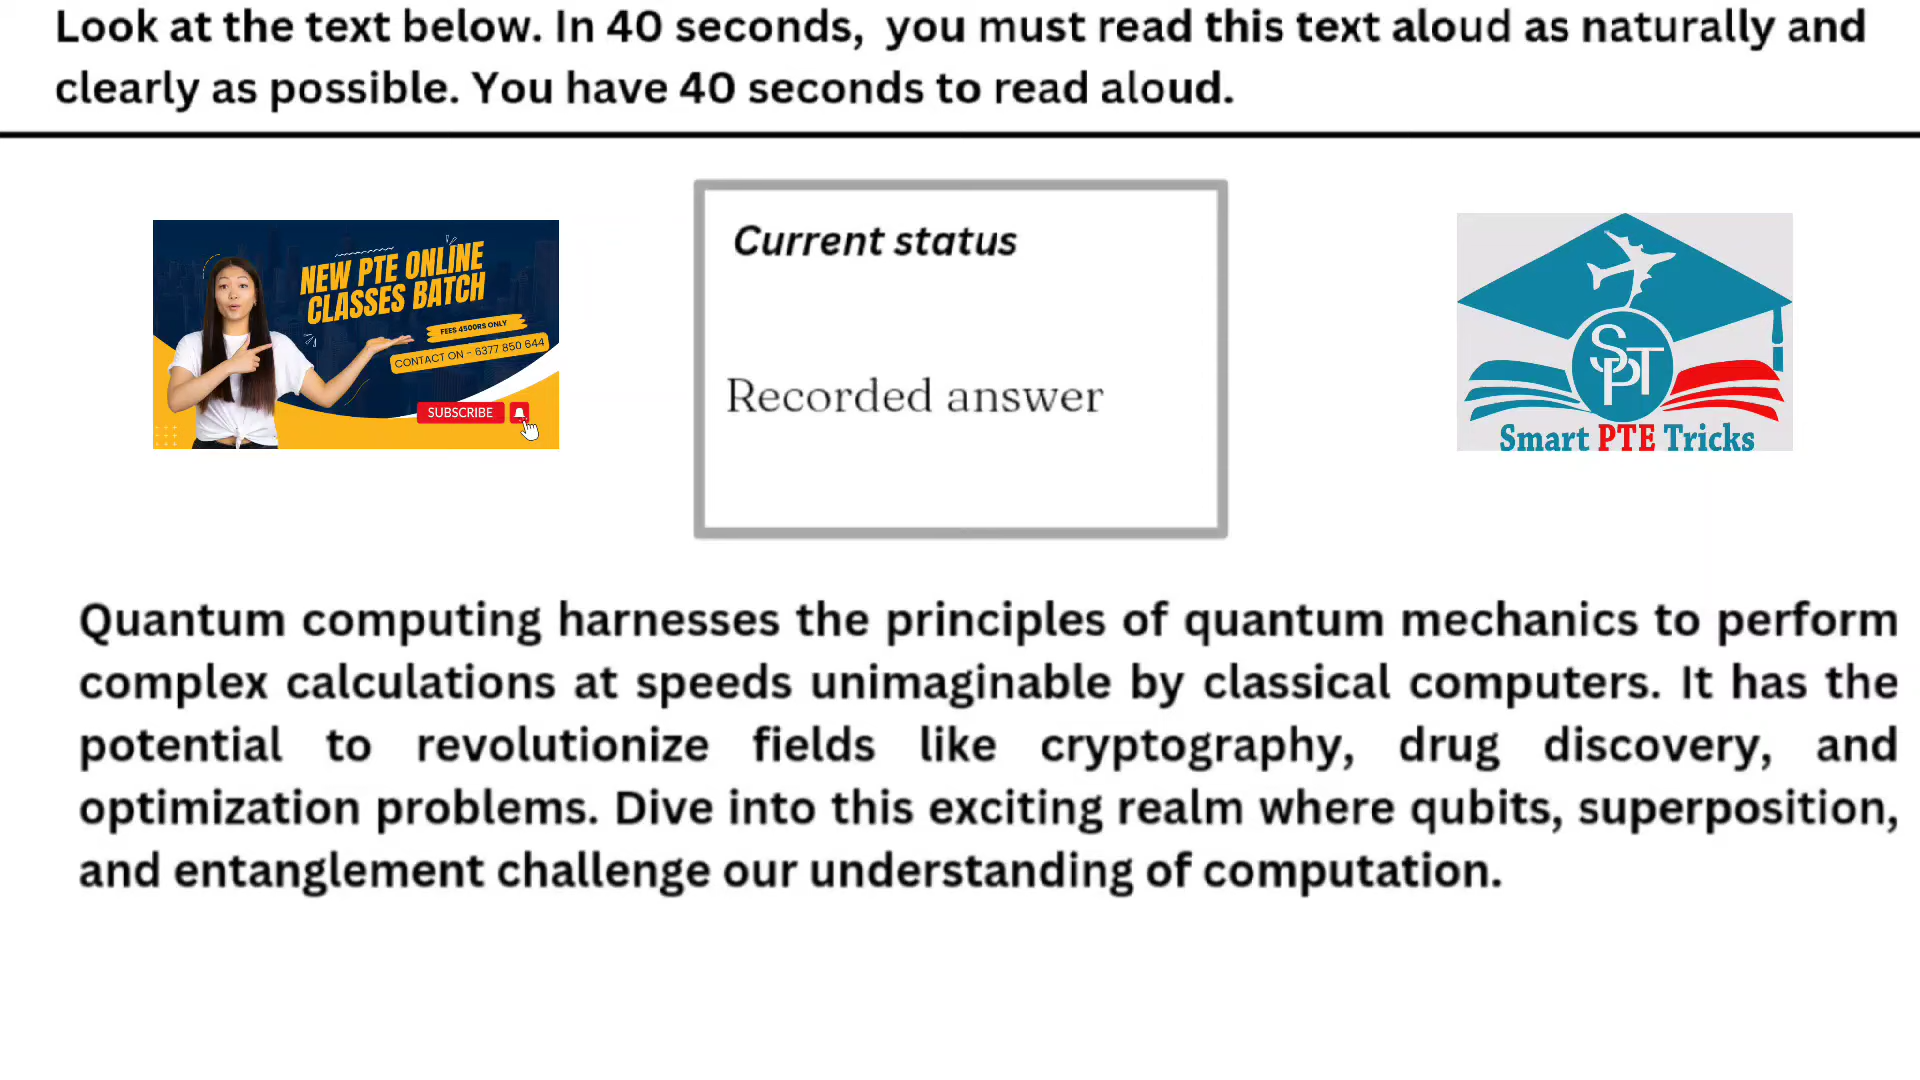 Look at the text below. In 40 seconds, you must read this text aloud as naturally and
clearly as possible. You have 40 seconds to read aloud.
NEW PTE ONLINE
CLASSES BATCH
FEES 4500RS ONLY
CONTACT ON - 6377 850 644
SUBSCRIBE
Current status
Recorded answer
SPT
Smart PTE Tricks
Quantum computing harnesses the principles of quantum mechanics to perform
complex calculations at speeds unimaginable by classical computers. It has the
potential to revolutionize fields like cryptography, drug discovery, and
optimization problems. Dive into this exciting realm where qubits, superposition,
and entanglement challenge our understanding of computation.